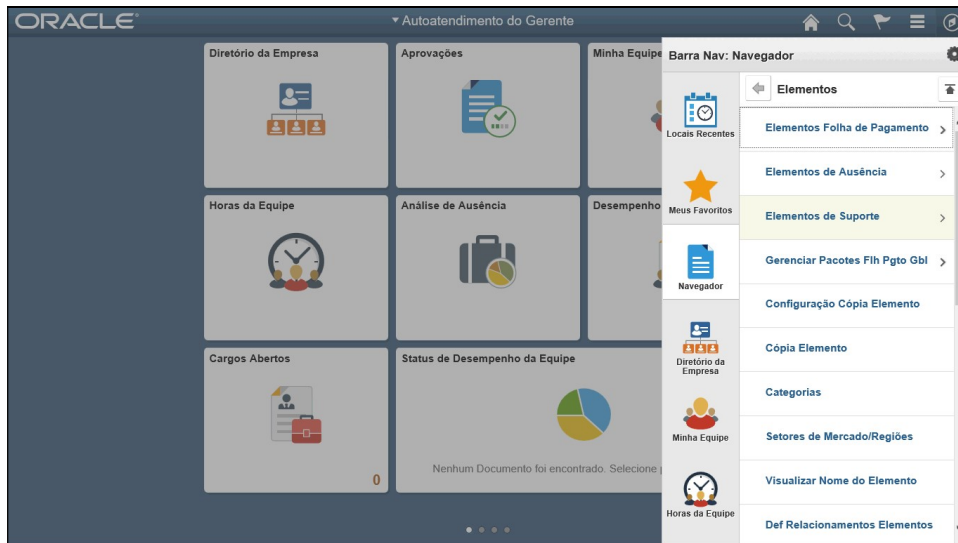 ORACLE
Autoatendimento do Gerente
Diretório da Empresa
Aprovações
Minha Equipe
Horas da Equipe
Análise de Ausência
Desempenho
Cargos Abertos
0
Status de Desempenho da Equipe
Nenhum Documento foi encontrado. Selecione
Barra Nav: Navegador
Locais Recentes
Meus Favoritos
Navegador
Diretório da
Empresa
Minha Equipe
Horas da Equipe
Elementos
Elementos Folha de Pagamento
Elementos de Ausência
Elementos de Suporte
Gerenciar Pacotes Flh Pgto Gbl
Configuração Cópia Elemento
Cópia Elemento
Categorias
Setores de Mercado/Regiões
Visualizar Nome do Elemento
Def Relacionamentos Elementos